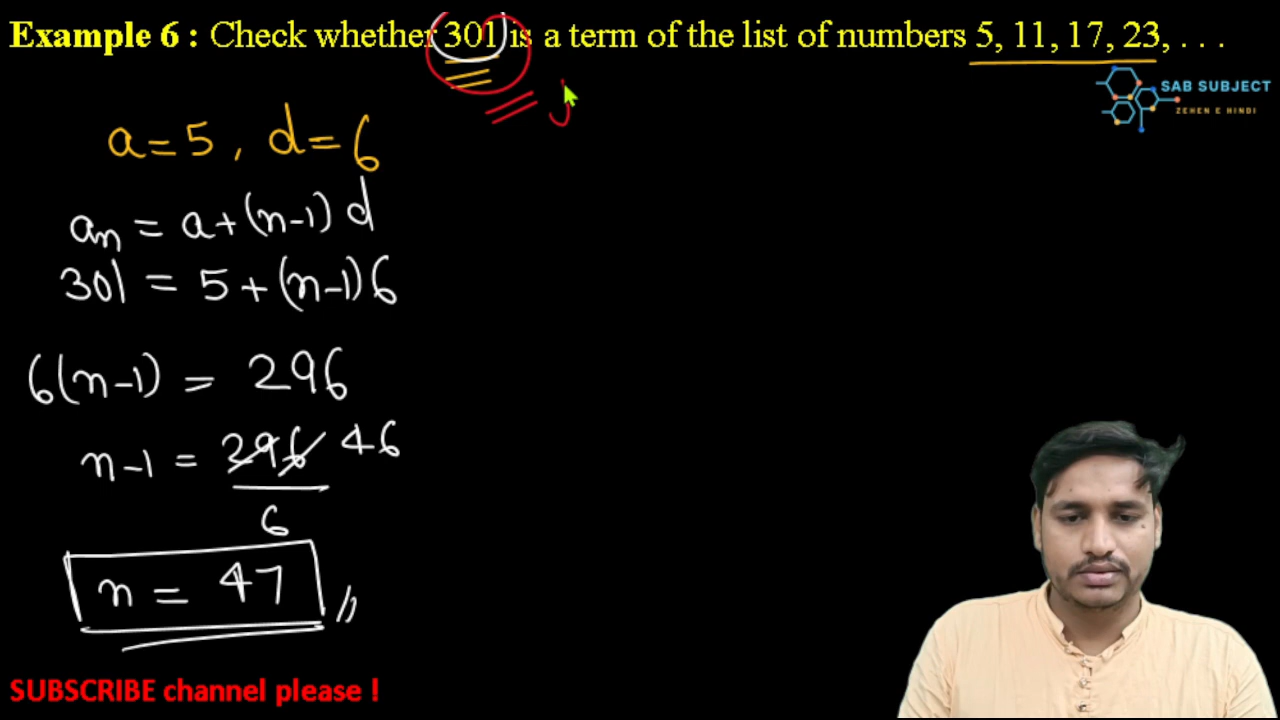 Example 6 : Check whether 301 is a term of the list of numbers 5, 11, 17, 23, . . .
SAB SUBJECT
ZEHEN E HINDI
a = 5 , d = 6
an = a + (n-1) d
301 = 5 + (n-1) 6
6(n-1) = 296
n-1 = 296 46
6
n = 47
SUBSCRIBE channel please !